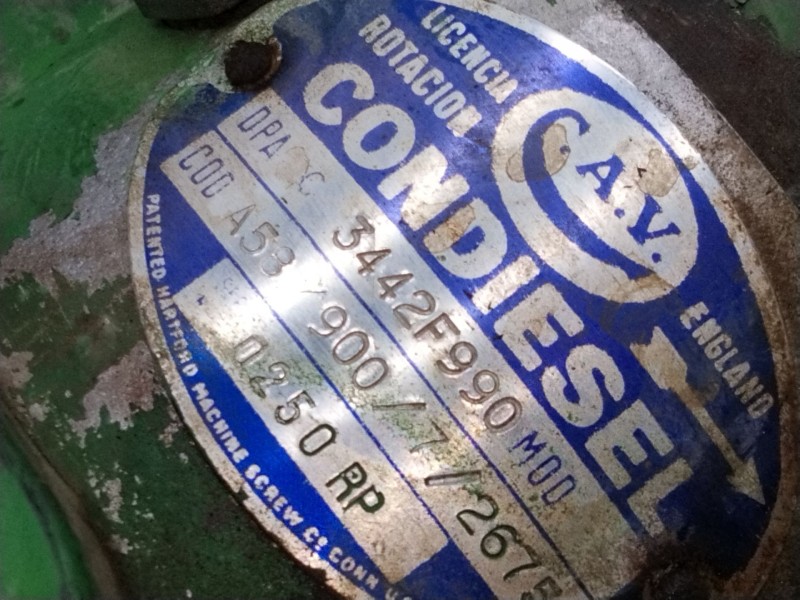 LICENCIA C.A.V. ENGLAND
ROTACION
CONDIESEL
DPA C 3442F990 MOD
COD A53/900/7/2675
0250 RP
PATENTED HARTFORD MACHINE SCREW Cº CONN U.S